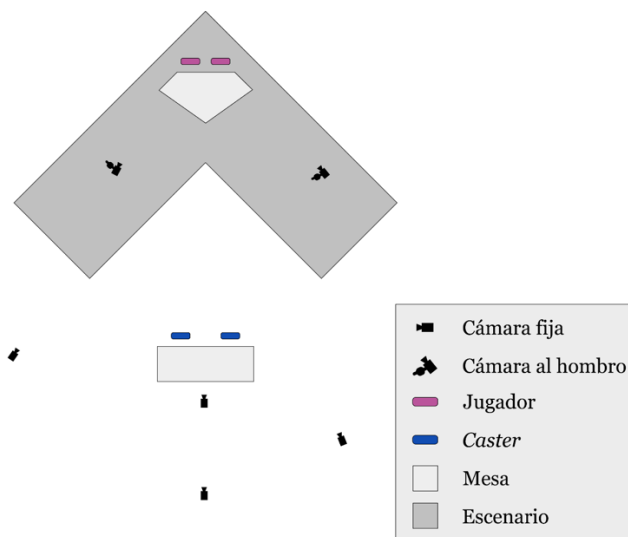 Cámara fija
Cámara al hombro
Jugador
Caster
Mesa
Escenario